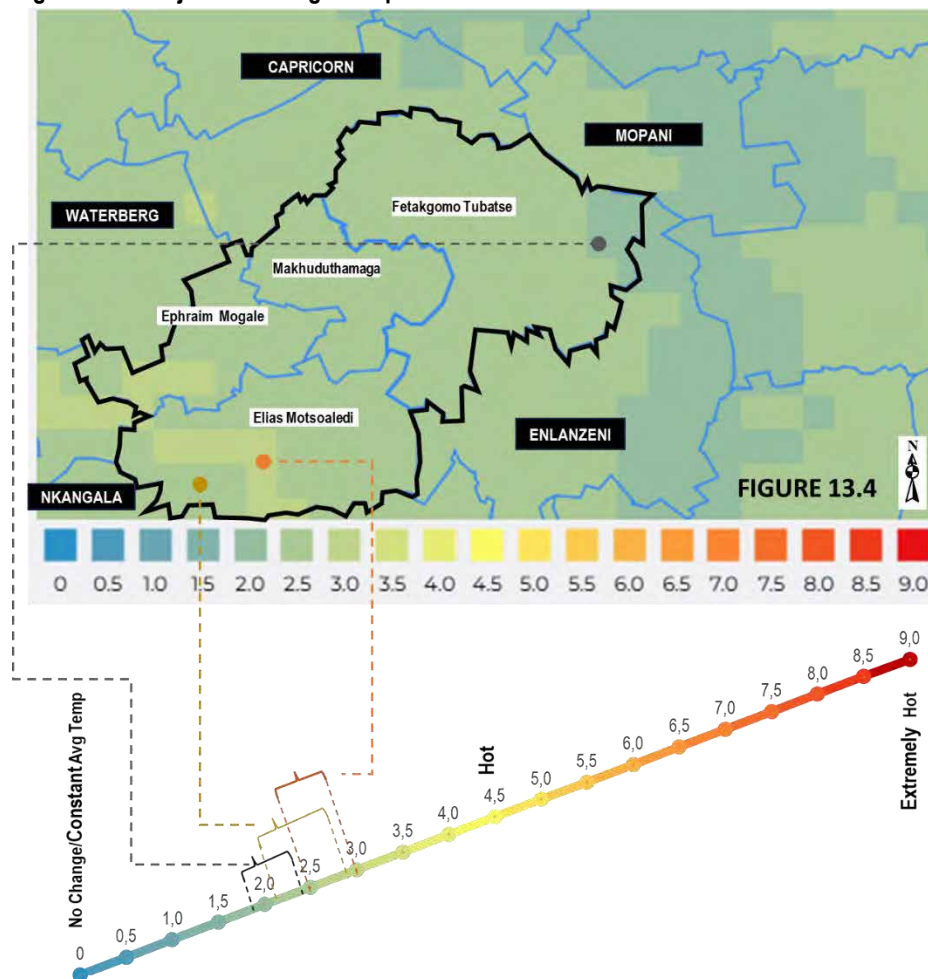 CAPRICORN
MOPANI
WATERBERG
Fetakgomo Tubatse
Makhuduthamaga
Ephraim Mogale
Elias Motsoaledi
ENLANZENI
NKANGALA
N
FIGURE 13.4
0 0.5 1.0 1.5 2.0 2.5 3.0 3.5 4.0 4.5 5.0 5.5 6.0 6.5 7.0 7.5 8.0 8.5 9.0
No Change/Constant Avg Temp
Hot
Extremely Hot
0 0,5 1,0 1,5 2,0 2,5 3,0 3,5 4,0 4,5 5,0 5,5 6,0 6,5 7,0 7,5 8,0 8,5 9,0